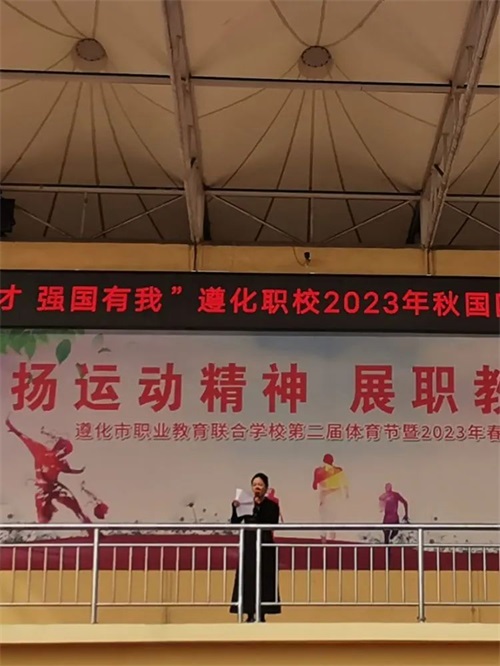 才 强国有我”遵化职校2023年秋国
扬运动精神 展职教
遵化市职业教育联合学校第二届体育节暨2023年春